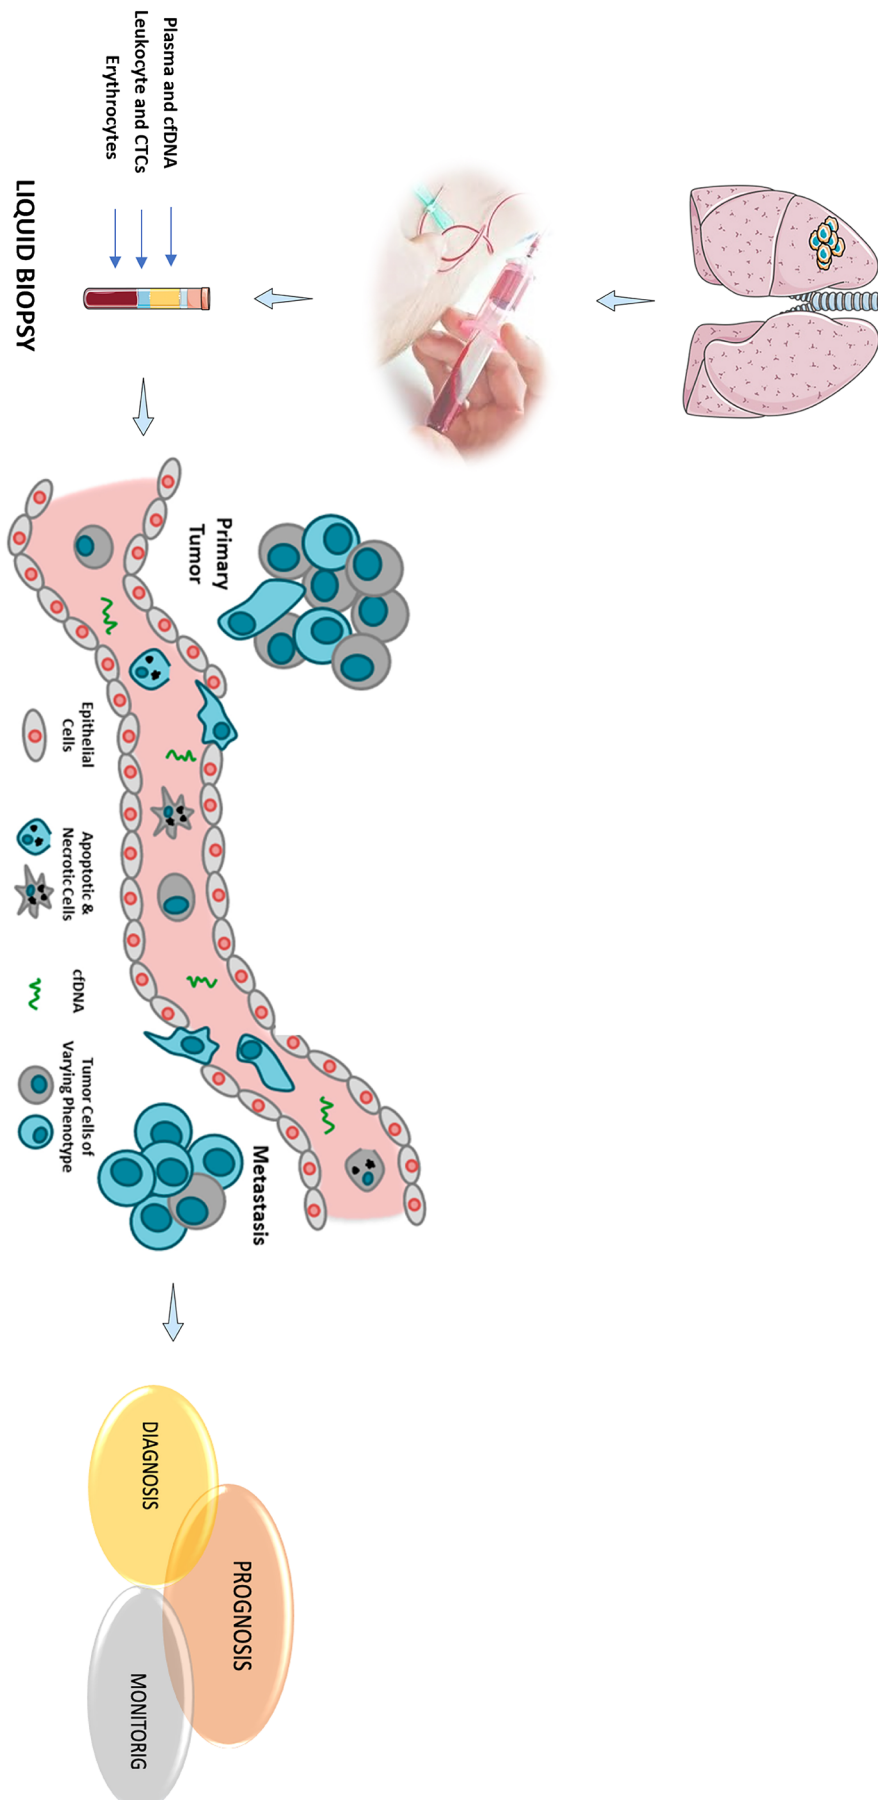 Plasma and cfDNA
Leukocyte and CTCs
Erythrocytes
LIQUID BIOPSY
Primary
Tumor
Epithelial
Cells
Apoptotic &
Necrotic Cells
cfDNA
Tumor Cells of
Varying Phenotype
Metastasis
DIAGNOSIS
PROGNOSIS
MONITORIG